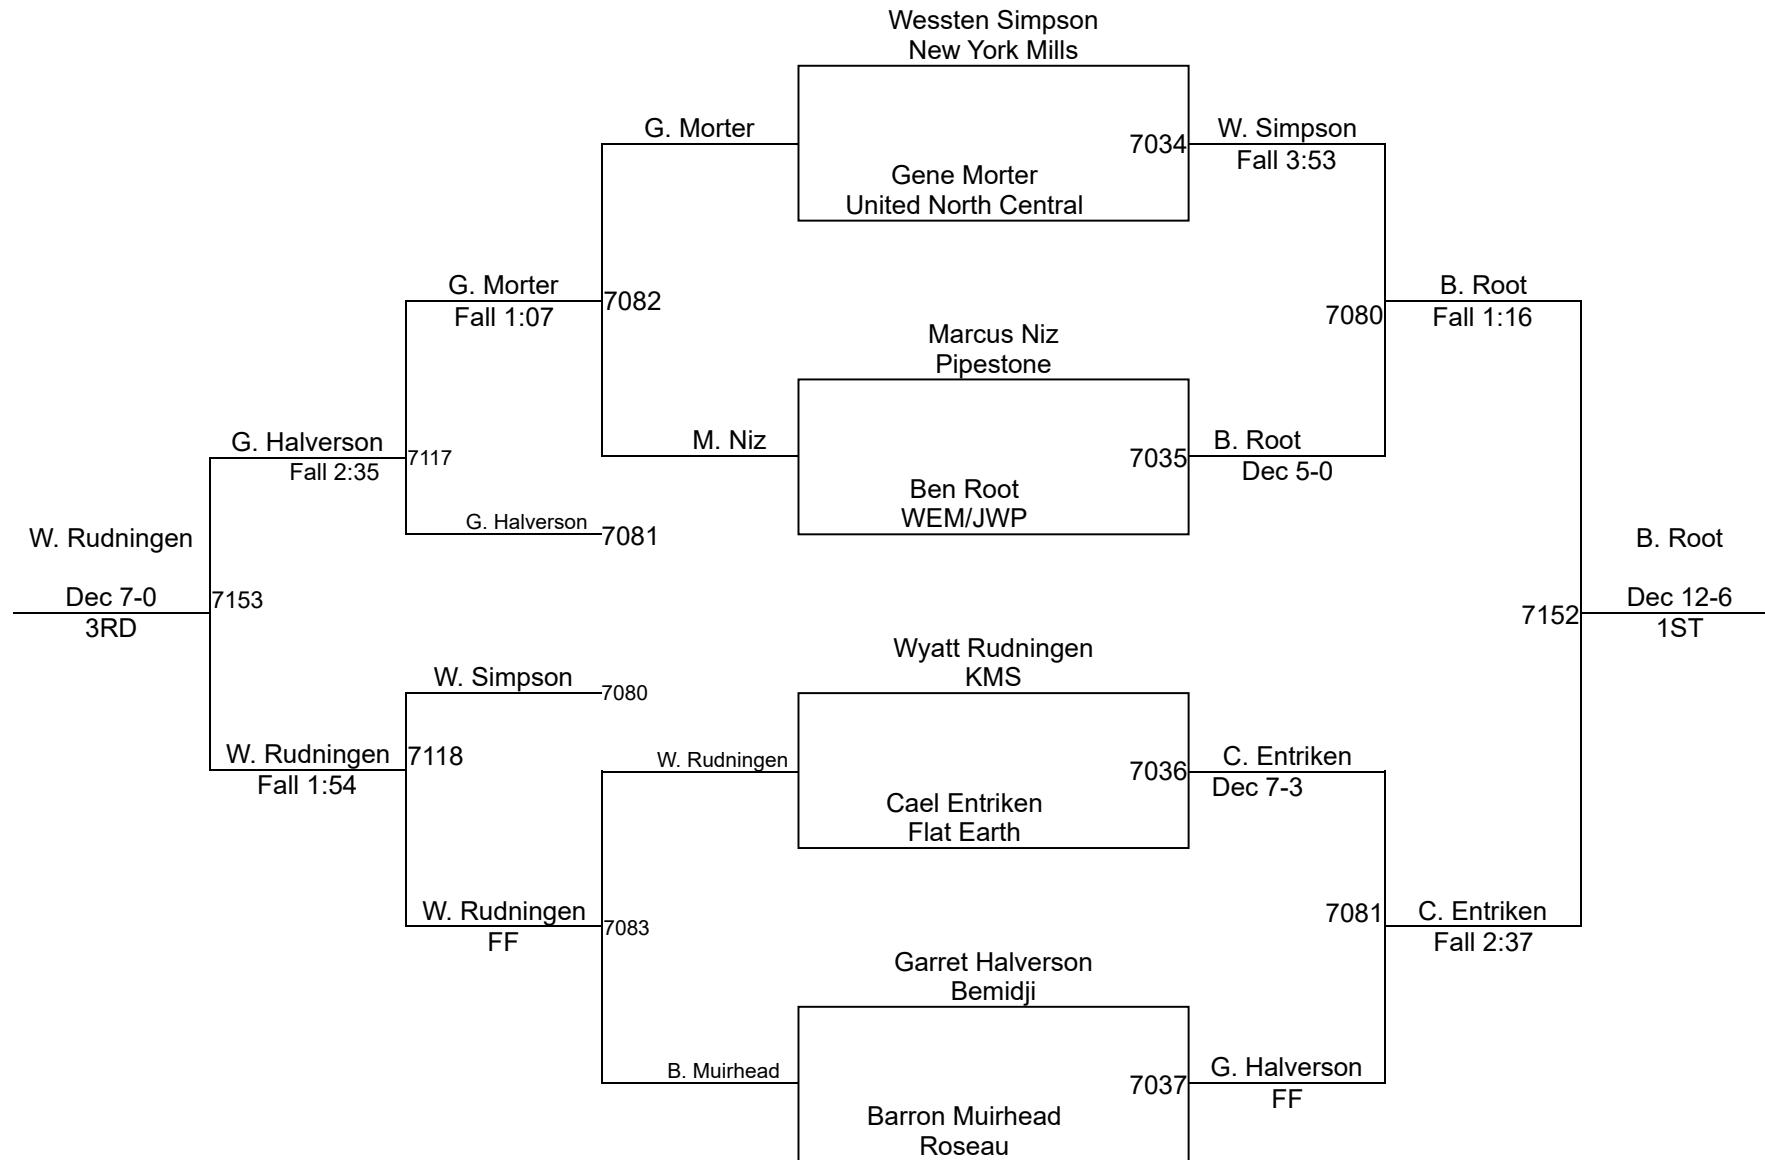 Wessten Simpson
New York Mills
G. Morter
7034
W. Simpson
Fall 3:53
Gene Morter
United North Central
G. Morter
Fall 1:07
7082
7080
B. Root
Fall 1:16
Marcus Niz
Pipestone
G. Halverson
Fall 2:35
7117
M. Niz
7035
B. Root
Dec 5-0
Ben Root
WEM/JWP
G. Halverson
7081
W. Rudningen
Dec 7-0
3RD
7153
B. Root
7152
Dec 12-6
1ST
Wyatt Rudningen
KMS
W. Simpson
7080
W. Rudningen
Fall 1:54
7118
W. Rudningen
7036
C. Entriken
Dec 7-3
Cael Entriken
Flat Earth
W. Rudningen
FF
7083
7081
C. Entriken
Fall 2:37
Garret Halverson
Bemidji
B. Muirhead
7037
G. Halverson
FF
Barron Muirhead
Roseau